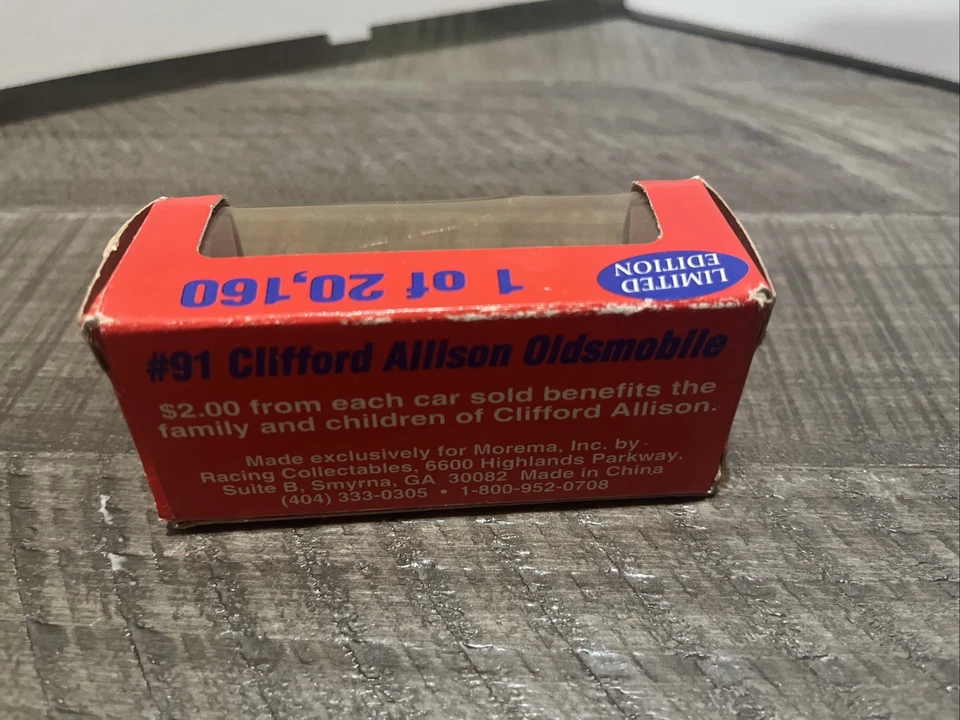 LIMITED
EDITION
1 of 20,160
#91 Clifford Allison Oldsmobile
$2.00 from each car sold benefits the
family and children of Clifford Allison.
Made exclusively for Morema, Inc. by
Racing Collectables, 6600 Highlands Parkway,
Suite B, Smyrna, GA 30082 Made in China
(404) 333-0305 • 1-800-952-0708